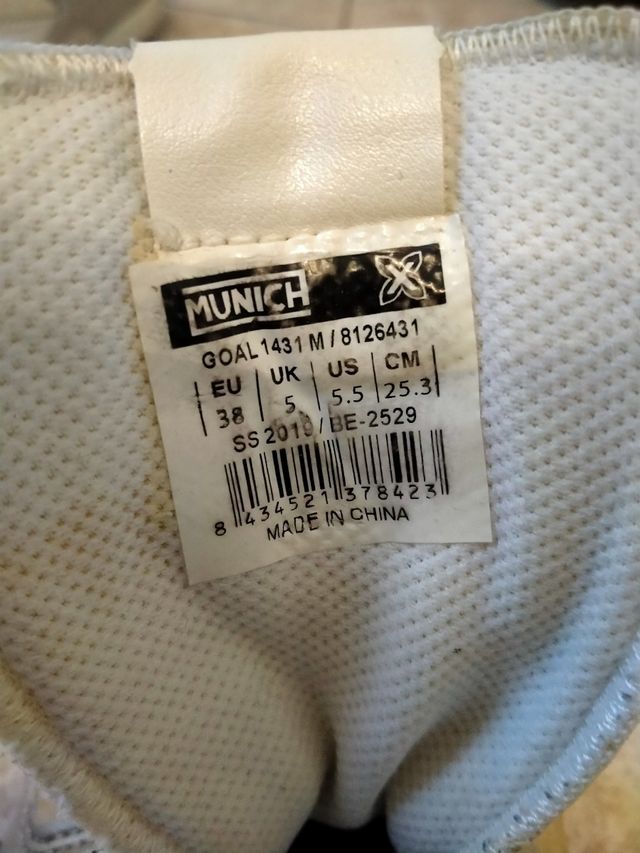 MUNICH
GOAL 1431 M / 8126431
EU | UK | US | CM
38 | 5 | 5.5 | 25.3
SS 2019 / BE-2529
8 434521 378423
MADE IN CHINA